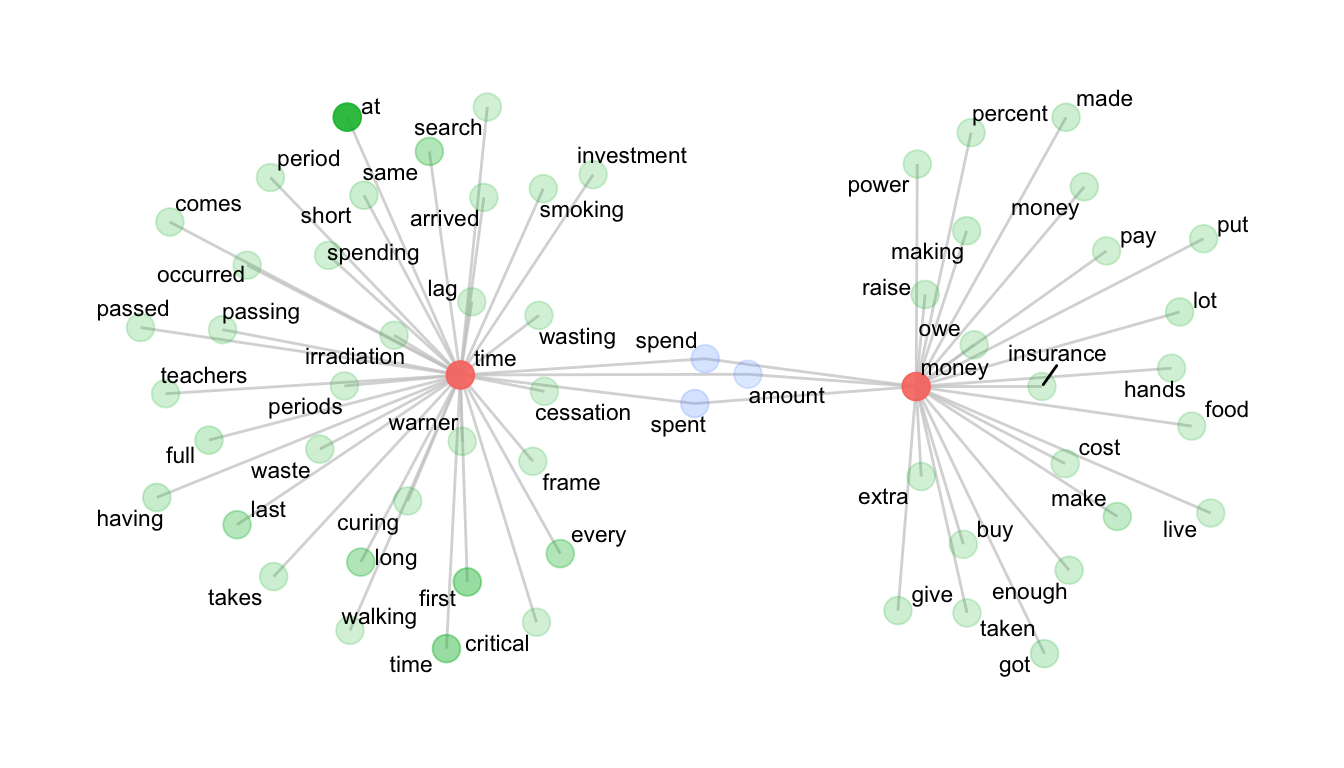 at
search
period
same
investment
comes
short
arrived
smoking
occurred
spending
lag
passed
passing
wasting
irradiation
time
spend
teachers
periods
cessation
warner
spent
amount
full
waste
frame
having
last
curing
long
every
takes
first
walking
critical
time
percent
made
power
money
making
pay
put
raise
lot
owe
insurance
money
hands
food
cost
extra
make
live
buy
give
enough
taken
got